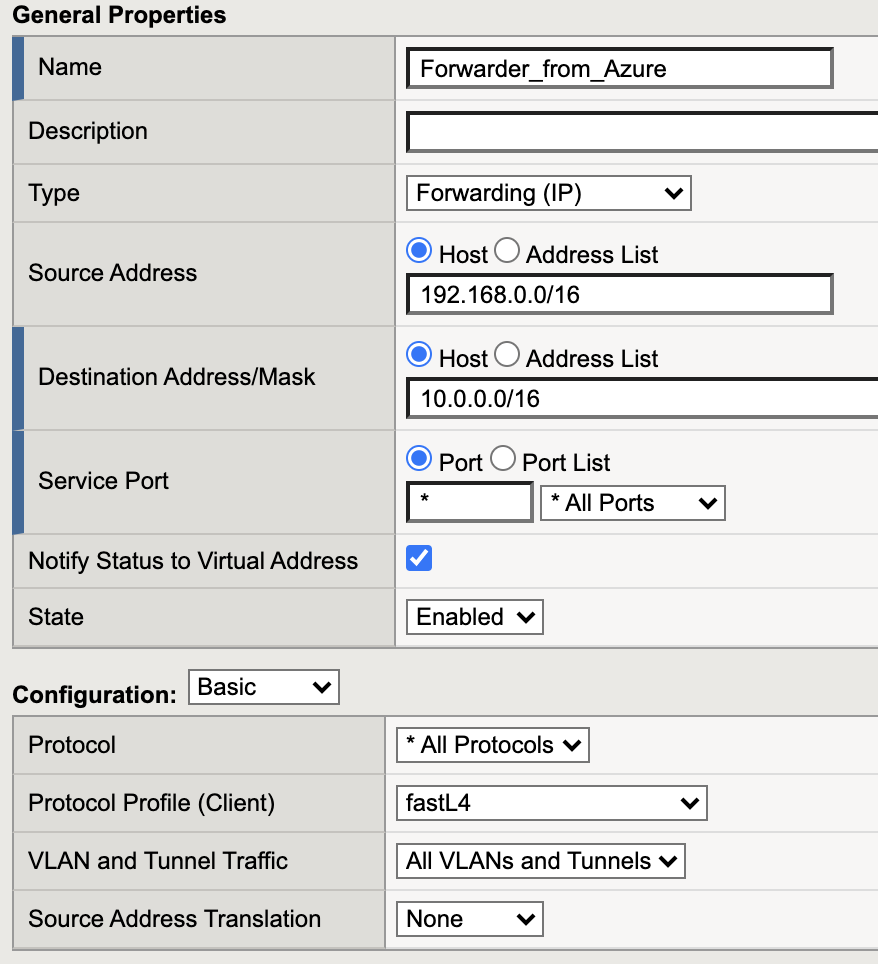 General Properties
Name Forwarder_from_Azure
Description
Type Forwarding (IP)
Source Address Host Address List
192.168.0.0/16
Destination Address/Mask Host Address List
10.0.0.0/16
Service Port Port Port List
* * All Ports
Notify Status to Virtual Address
State Enabled
Configuration: Basic
Protocol * All Protocols
Protocol Profile (Client) fastL4
VLAN and Tunnel Traffic All VLANs and Tunnels
Source Address Translation None